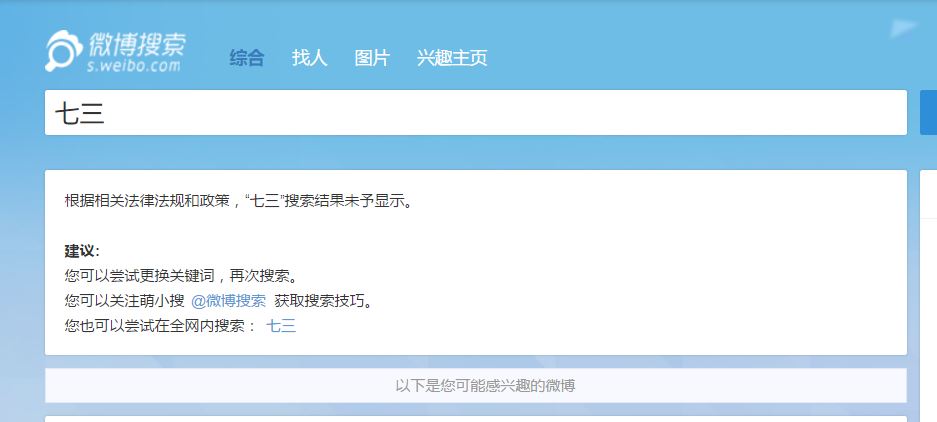 微博搜索
s.weibo.com
综合 找人 图片 兴趣主页
七三
根据相关法律法规和政策，“七三”搜索结果未予显示。
建议：
您可以尝试更换关键词，再次搜索。
您可以关注萌小搜 @微博搜索 获取搜索技巧。
您也可以尝试在全网内搜索： 七三
以下是您可能感兴趣的微博